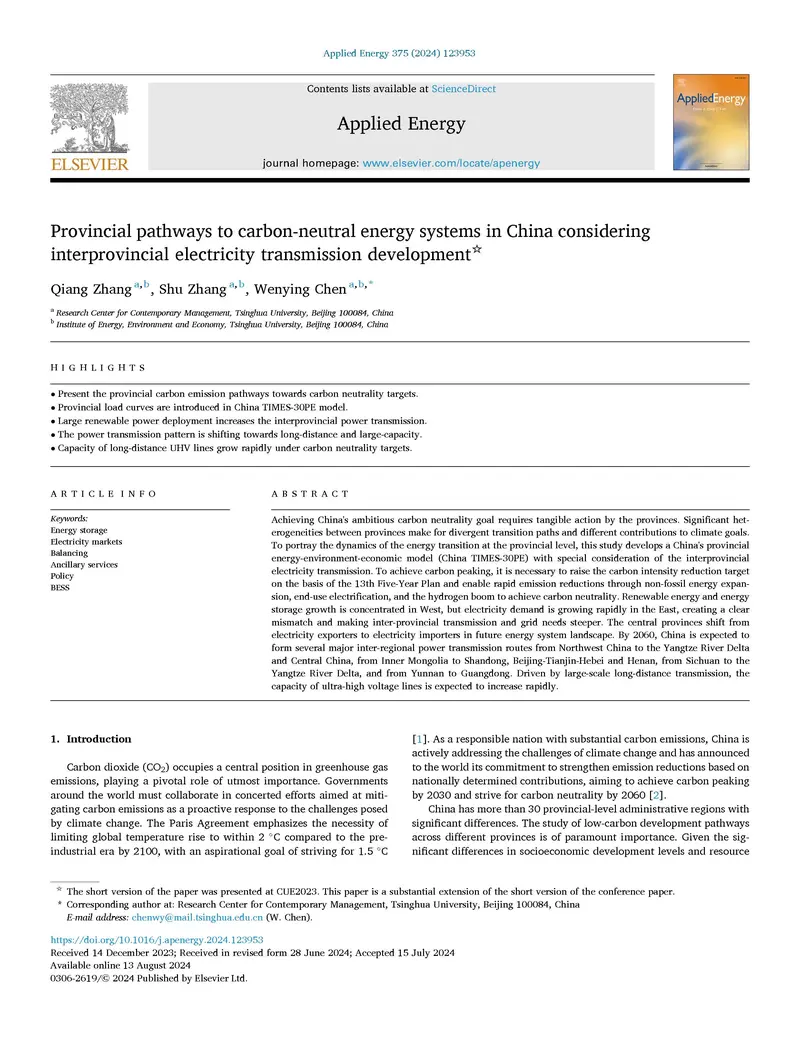 Applied Energy 375 (2024) 123953
Contents lists available at ScienceDirect
Applied Energy
journal homepage: www.elsevier.com/locate/apenergy
ELSEVIER
AppliedEnergy
Provincial pathways to carbon-neutral energy systems in China considering
interprovincial electricity transmission development☆
Qiang Zhang a,b, Shu Zhang a,b, Wenying Chen a,b,*
a Research Center for Contemporary Management, Tsinghua University, Beijing 100084, China
b Institute of Energy, Environment and Economy, Tsinghua University, Beijing 100084, China
HIGHLIGHTS
• Present the provincial carbon emission pathways towards carbon neutrality targets.
• Provincial load curves are introduced in China TIMES-30PE model.
• Large renewable power deployment increases the interprovincial power transmission.
• The power transmission pattern is shifting towards long-distance and large-capacity.
• Capacity of long-distance UHV lines grow rapidly under carbon neutrality targets.
ARTICLE INFO
Keywords:
Energy storage
Electricity markets
Balancing
Ancillary services
Policy
BESS
ABSTRACT
Achieving China's ambitious carbon neutrality goal requires tangible action by the provinces. Significant het-
erogeneities between provinces make for divergent transition paths and different contributions to climate goals.
To portray the dynamics of the energy transition at the provincial level, this study develops a China's provincial
energy-environment-economic model (China TIMES-30PE) with special consideration of the interprovincial
electricity transmission. To achieve carbon peaking, it is necessary to raise the carbon intensity reduction target
on the basis of the 13th Five-Year Plan and enable rapid emission reductions through non-fossil energy expan-
sion, end-use electrification, and the hydrogen boom to achieve carbon neutrality. Renewable energy and energy
storage growth is concentrated in West, but electricity demand is growing rapidly in the East, creating a clear
mismatch and making inter-provincial transmission and grid needs steeper. The central provinces shift from
electricity exporters to electricity importers in future energy system landscape. By 2060, China is expected to
form several major inter-regional power transmission routes from Northwest China to the Yangtze River Delta
and Central China, from Inner Mongolia to Shandong, Beijing-Tianjin-Hebei and Henan, from Sichuan to the
Yangtze River Delta, and from Yunnan to Guangdong. Driven by large-scale long-distance transmission, the
capacity of ultra-high voltage lines is expected to increase rapidly.
1. Introduction
Carbon dioxide (CO2) occupies a central position in greenhouse gas
emissions, playing a pivotal role of utmost importance. Governments
around the world must collaborate in concerted efforts aimed at miti-
gating carbon emissions as a proactive response to the challenges posed
by climate change. The Paris Agreement emphasizes the necessity of
limiting global temperature rise to within 2 °C compared to the pre-
industrial era by 2100, with an aspirational goal of striving for 1.5 °C
[1]. As a responsible nation with substantial carbon emissions, China is
actively addressing the challenges of climate change and has announced
to the world its commitment to strengthen emission reductions based on
nationally determined contributions, aiming to achieve carbon peaking
by 2030 and strive for carbon neutrality by 2060 [2].
China has more than 30 provincial-level administrative regions with
significant differences. The study of low-carbon development pathways
across different provinces is of paramount importance. Given the sig-
nificant differences in socioeconomic development levels and resource
☆ The short version of the paper was presented at CUE2023. This paper is a substantial extension of the short version of the conference paper.
* Corresponding author at: Research Center for Contemporary Management, Tsinghua University, Beijing 100084, China
E-mail address: chenwy@mail.tsinghua.edu.cn (W. Chen).
https://doi.org/10.1016/j.apenergy.2024.123953
Received 14 December 2023; Received in revised form 28 June 2024; Accepted 15 July 2024
Available online 13 August 2024
0306-2619/© 2024 Published by Elsevier Ltd.